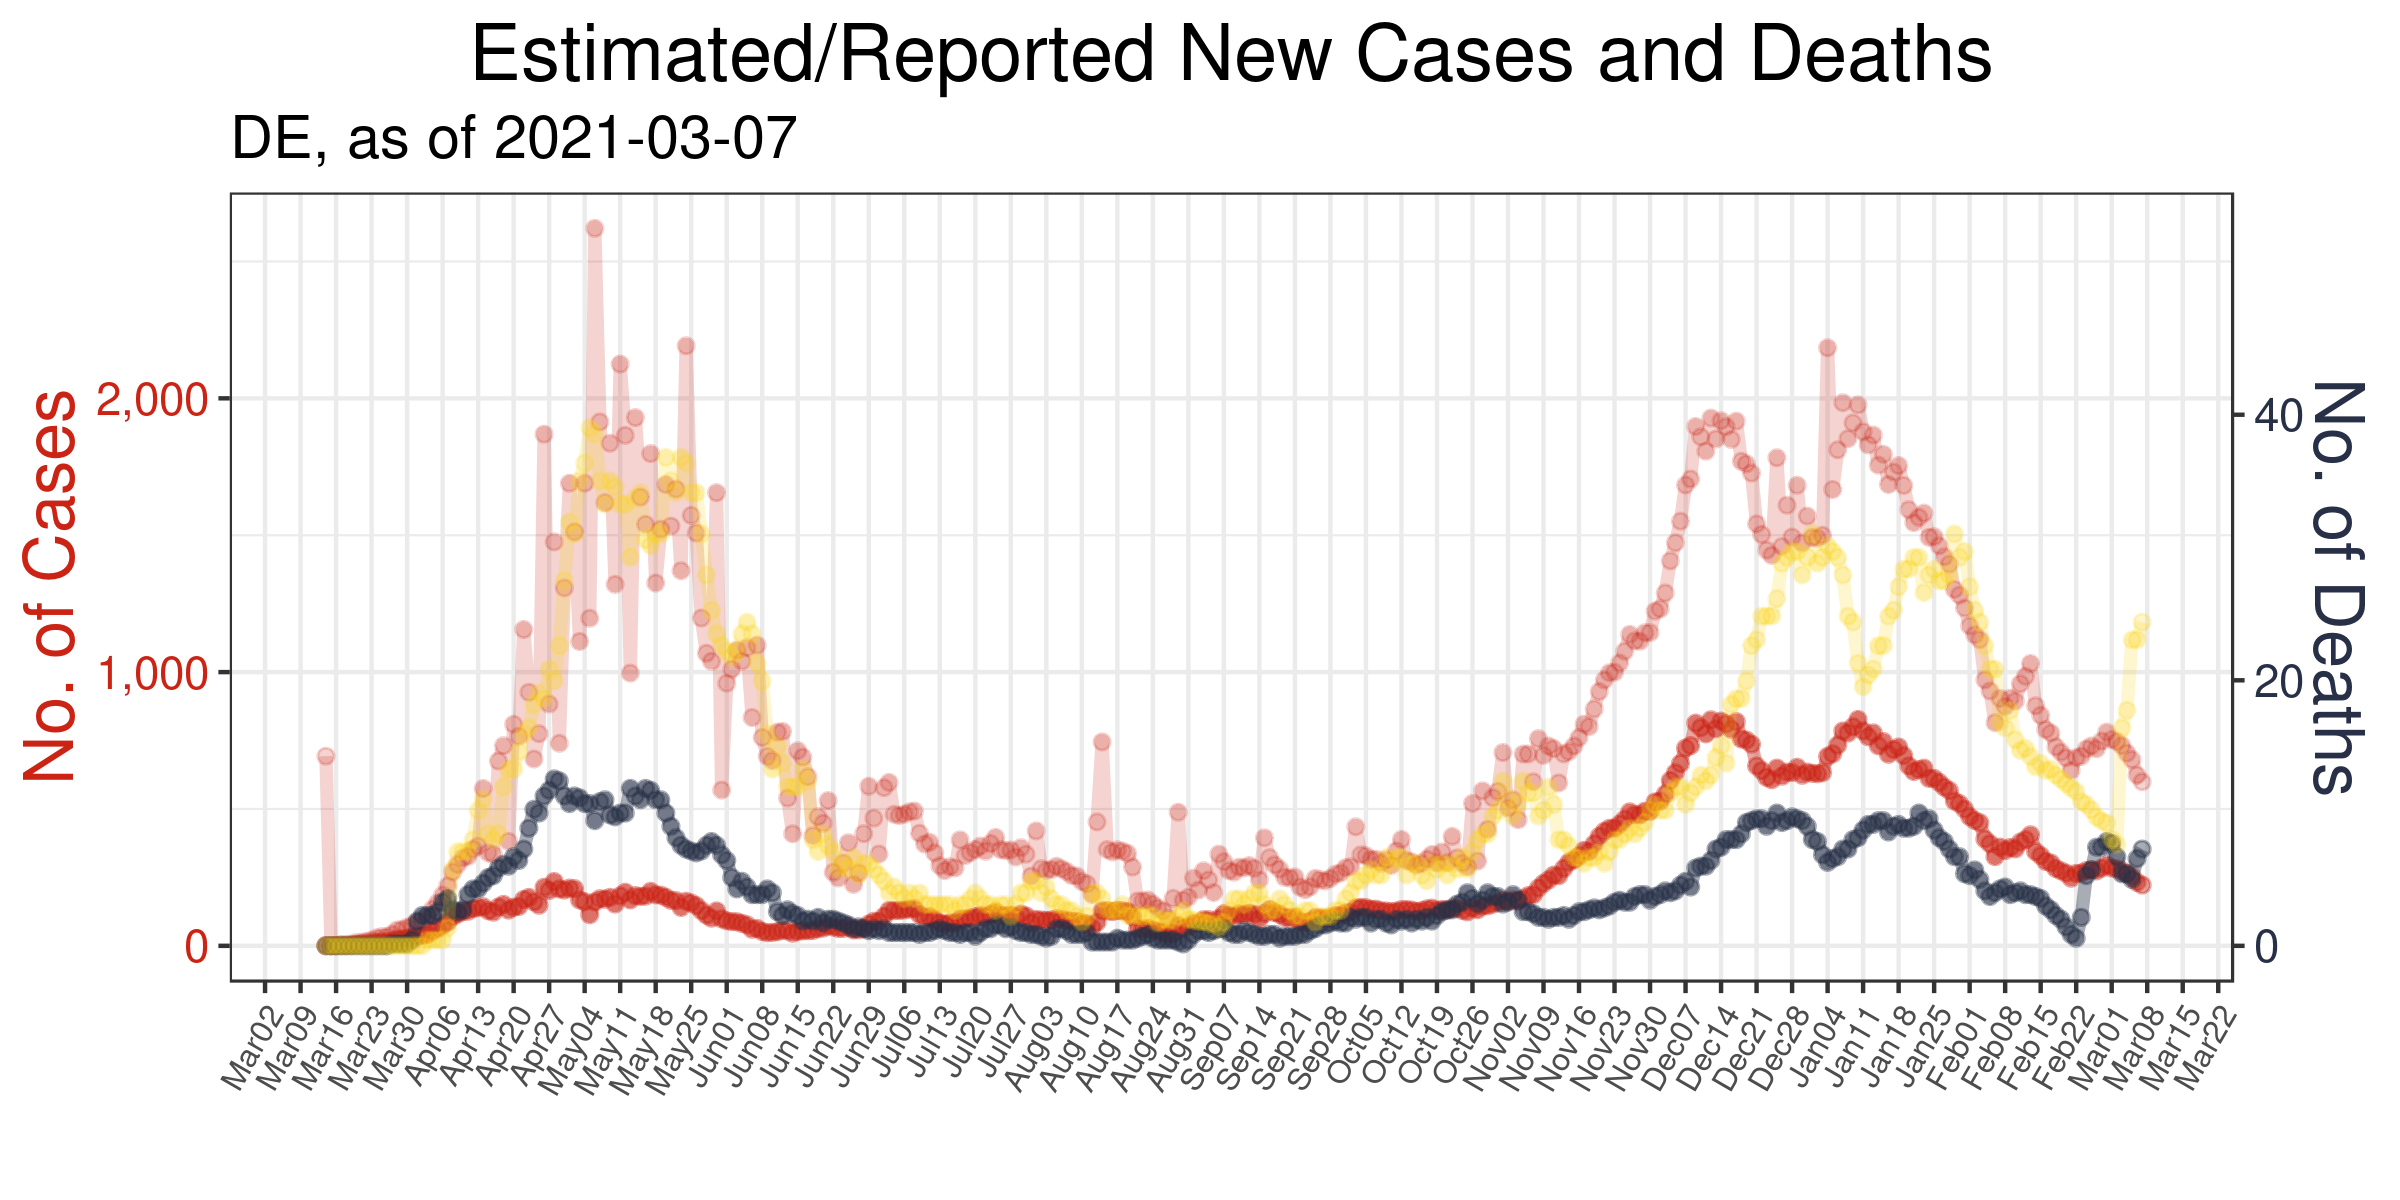 Estimated/Reported New Cases and Deaths
DE, as of 2021-03-07
No. of Cases
2,000
1,000
0
40
20
0
No. of Deaths
Mar02
Mar09
Mar16
Mar23
Mar30
Apr06
Apr13
Apr20
Apr27
May04
May11
May18
May25
Jun01
Jun08
Jun15
Jun22
Jun29
Jul06
Jul13
Jul20
Jul27
Aug03
Aug10
Aug17
Aug24
Aug31
Sep07
Sep14
Sep21
Sep28
Oct05
Oct12
Oct19
Oct26
Nov02
Nov09
Nov16
Nov23
Nov30
Dec07
Dec14
Dec21
Dec28
Jan04
Jan11
Jan18
Jan25
Feb01
Feb08
Feb15
Feb22
Mar01
Mar08
Mar15
Mar22